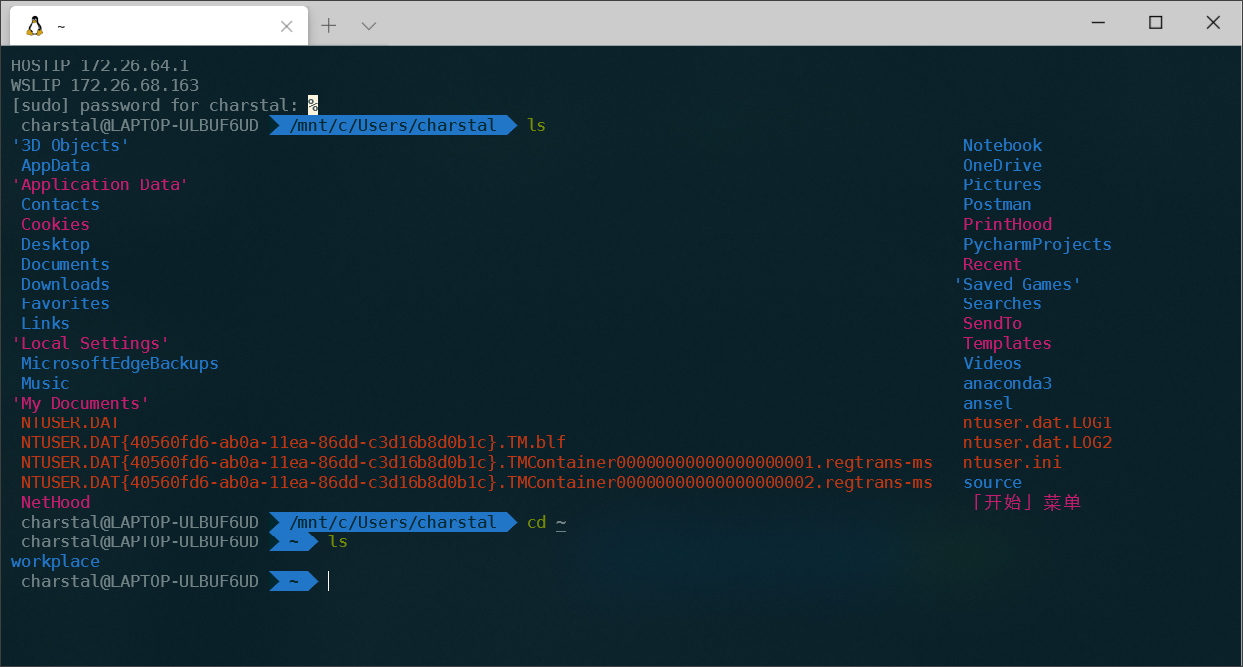 ~
HOSTIP 172.26.64.1
WSLIP 172.26.68.163
[sudo] password for charstal: %
charstal@LAPTOP-ULBUF6UD /mnt/c/Users/charstal ls
'3D Objects' Notebook
AppData OneDrive
'Application Data' Pictures
Contacts Postman
Cookies PrintHood
Desktop PycharmProjects
Documents Recent
Downloads 'Saved Games'
Favorites Searches
Links SendTo
'Local Settings' Templates
MicrosoftEdgeBackups Videos
Music anaconda3
'My Documents' ansel
NTUSER.DAT ntuser.dat.LOG1
NTUSER.DAT{40560fd6-ab0a-11ea-86dd-c3d16b8d0b1c}.TM.blf ntuser.dat.LOG2
NTUSER.DAT{40560fd6-ab0a-11ea-86dd-c3d16b8d0b1c}.TMContainer00000000000000000001.regtrans-ms ntuser.ini
NTUSER.DAT{40560fd6-ab0a-11ea-86dd-c3d16b8d0b1c}.TMContainer00000000000000000002.regtrans-ms source
NetHood 「开始」菜单
charstal@LAPTOP-ULBUF6UD /mnt/c/Users/charstal cd ~
charstal@LAPTOP-ULBUF6UD ~ ls
workplace
charstal@LAPTOP-ULBUF6UD ~